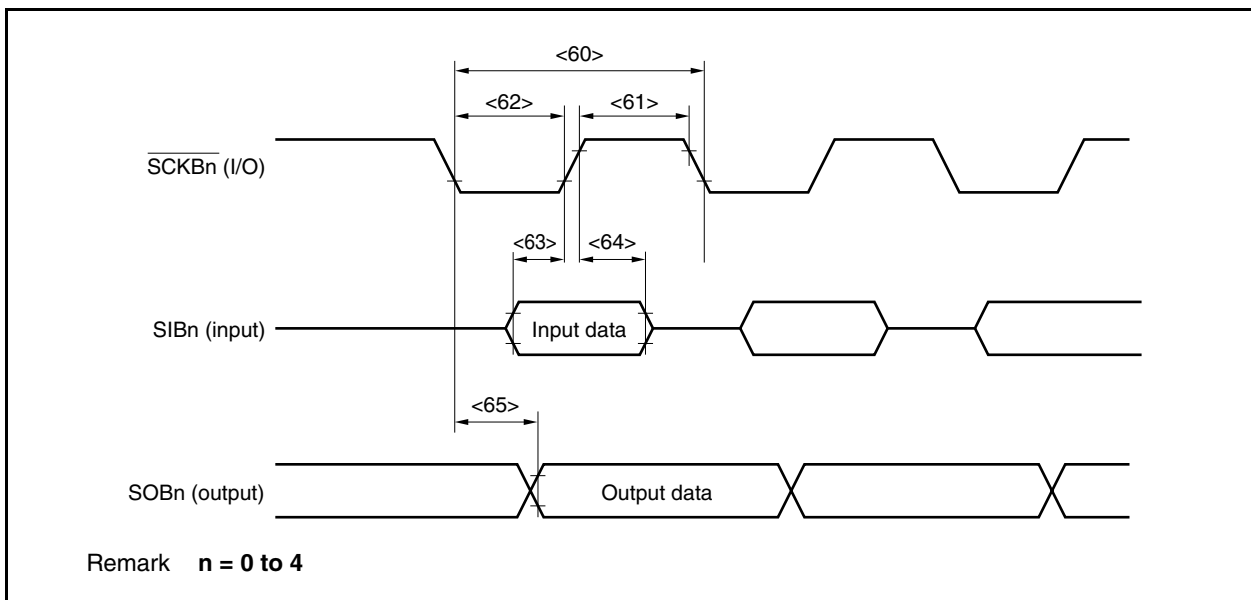 <60>
<62> <61>
SCKBn (I/O)
<63> <64>
SIBn (input) Input data
<65>
SOBn (output) Output data
Remark n = 0 to 4